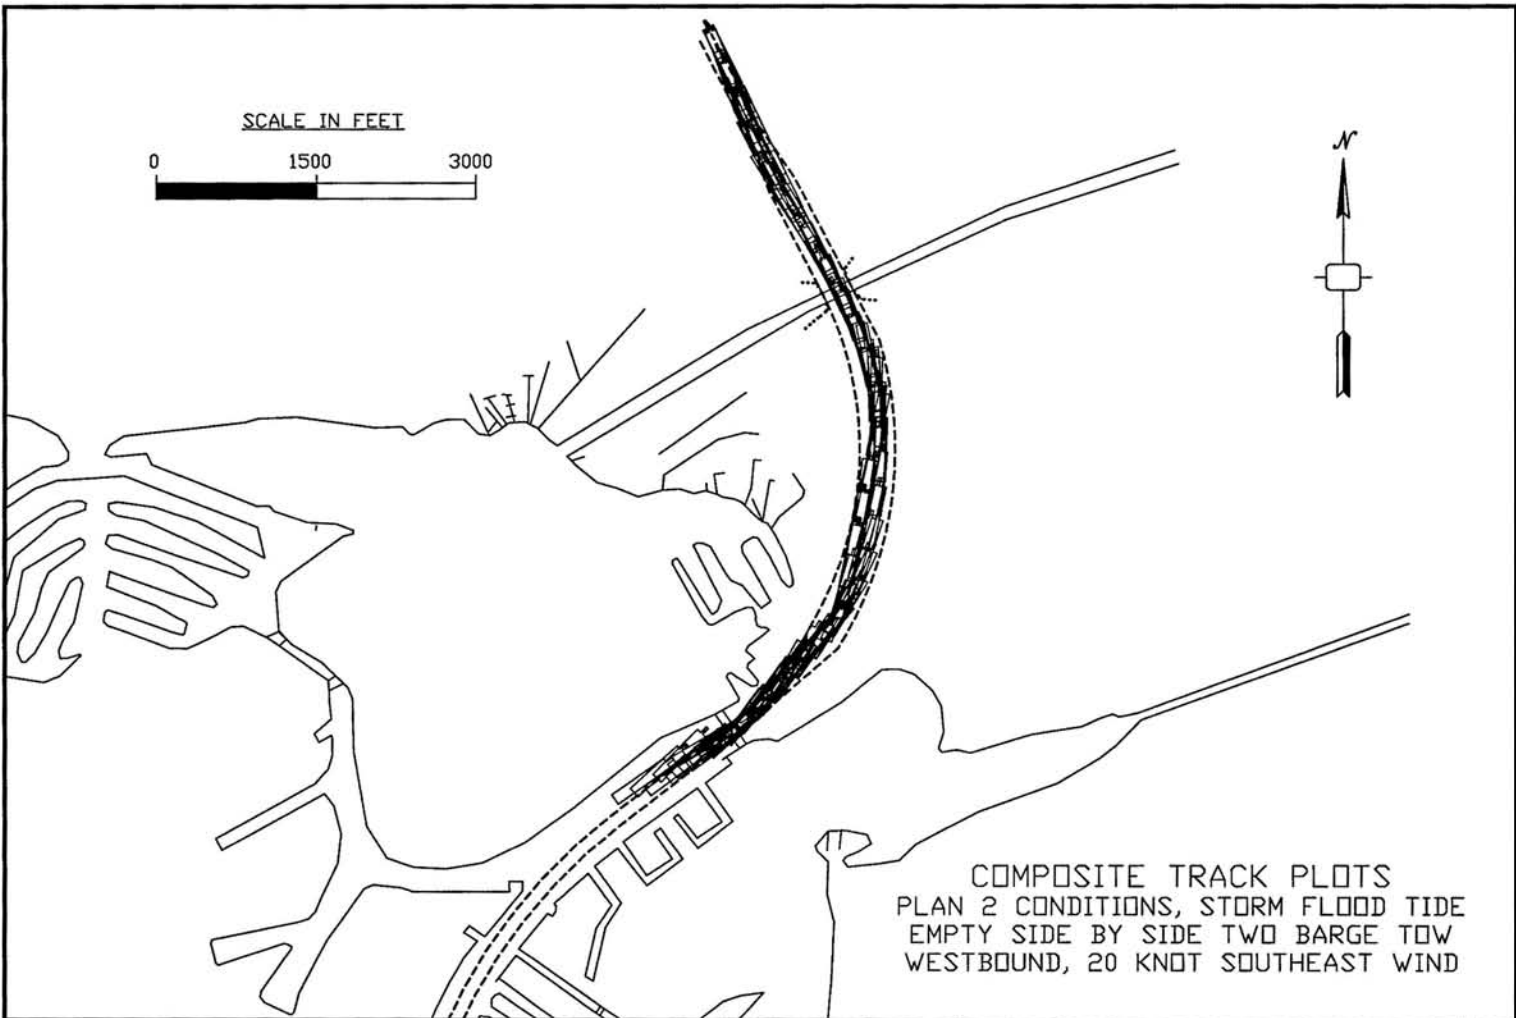 SCALE IN FEET
0 1500 3000
N
COMPOSITE TRACK PLOTS
PLAN 2 CONDITIONS, STORM FLOOD TIDE
EMPTY SIDE BY SIDE TWO BARGE TOW
WESTBOUND, 20 KNOT SOUTHEAST WIND